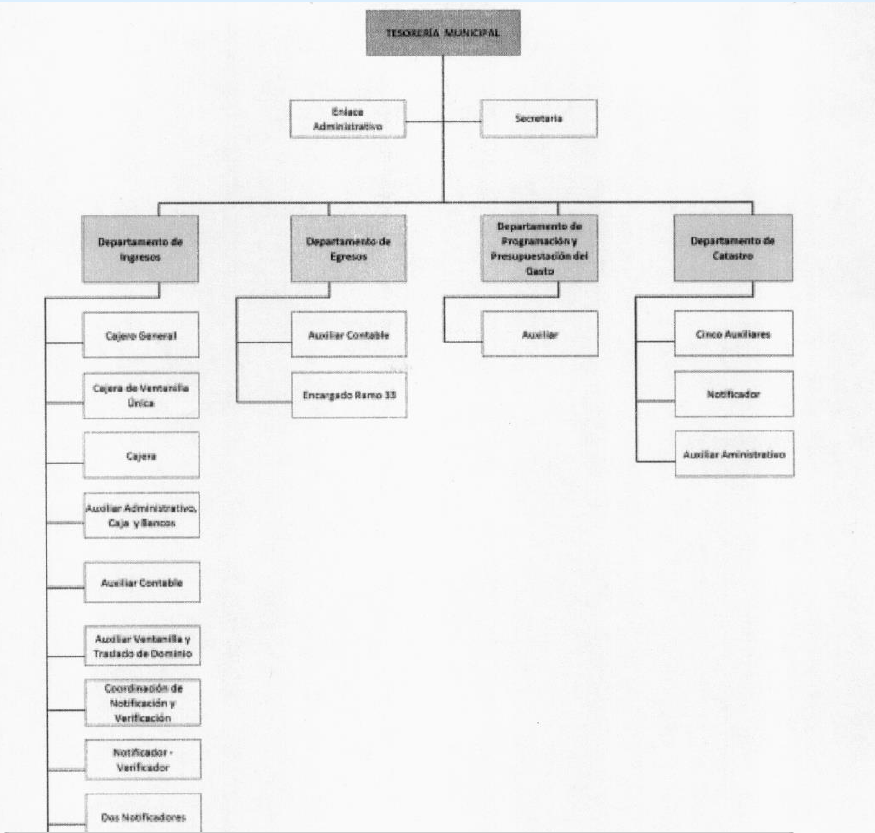 TESORERÍA MUNICIPAL
Enlace
Administrativo
Secretaria
Departamento de
Ingresos
Departamento de
Egresos
Departamento de
Programación y
Presupuestación del
Gasto
Departamento de
Catastro
Cajero General
Cajera de Ventanilla
Única
Cajera
Auxiliar Administrativo,
Caja y Bancos
Auxiliar Contable
Auxiliar Ventanilla y
Traslado de Dominio
Coordinación de
Notificación y
Verificación
Notificador -
Verificador
Dos Notificadores
Auxiliar Contable
Encargado Ramo 33
Auxiliar
Cinco Auxiliares
Notificador
Auxiliar Aministrativo